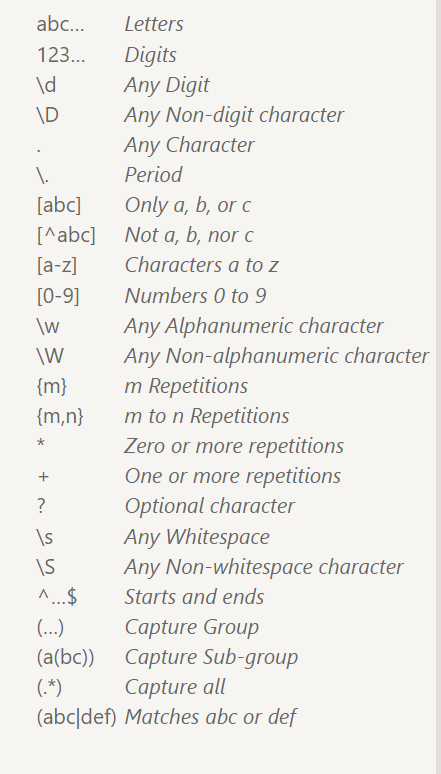 abc... Letters
123... Digits
\d Any Digit
\D Any Non-digit character
. Any Character
\. Period
[abc] Only a, b, or c
[^abc] Not a, b, nor c
[a-z] Characters a to z
[0-9] Numbers 0 to 9
\w Any Alphanumeric character
\W Any Non-alphanumeric character
{m} m Repetitions
{m,n} m to n Repetitions
* Zero or more repetitions
+ One or more repetitions
? Optional character
\s Any Whitespace
\S Any Non-whitespace character
^...$ Starts and ends
(...) Capture Group
(a(bc)) Capture Sub-group
(.*) Capture all
(abc|def) Matches abc or def